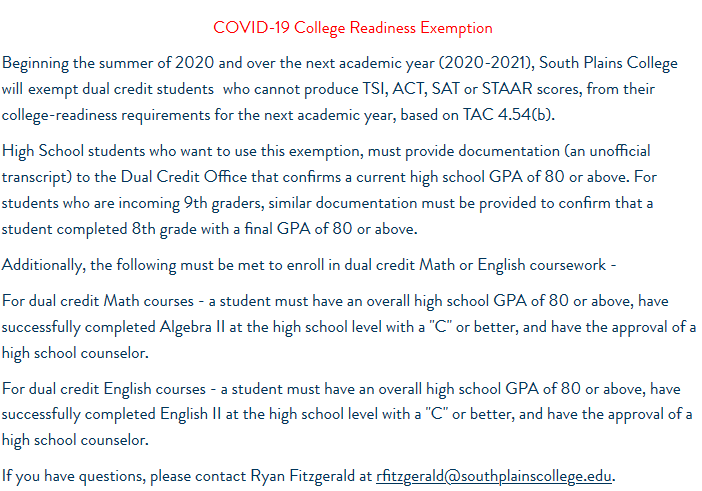 COVID-19 College Readiness Exemption
Beginning the summer of 2020 and over the next academic year (2020-2021), South Plains College
will exempt dual credit students  who cannot produce TSI, ACT, SAT or STAAR scores, from their
college-readiness requirements for the next academic year, based on TAC 4.54(b).
High School students who want to use this exemption, must provide documentation (an unofficial
transcript) to the Dual Credit Office that confirms a current high school GPA of 80 or above. For
students who are incoming 9th graders, similar documentation must be provided to confirm that a
student completed 8th grade with a final GPA of 80 or above.
Additionally, the following must be met to enroll in dual credit Math or English coursework -
For dual credit Math courses - a student must have an overall high school GPA of 80 or above, have
successfully completed Algebra II at the high school level with a "C" or better, and have the approval of a
high school counselor.
For dual credit English courses - a student must have an overall high school GPA of 80 or above, have
successfully completed English II at the high school level with a "C" or better, and have the approval of a
high school counselor.
If you have questions, please contact Ryan Fitzgerald at rfitzgerald@southplainscollege.edu.